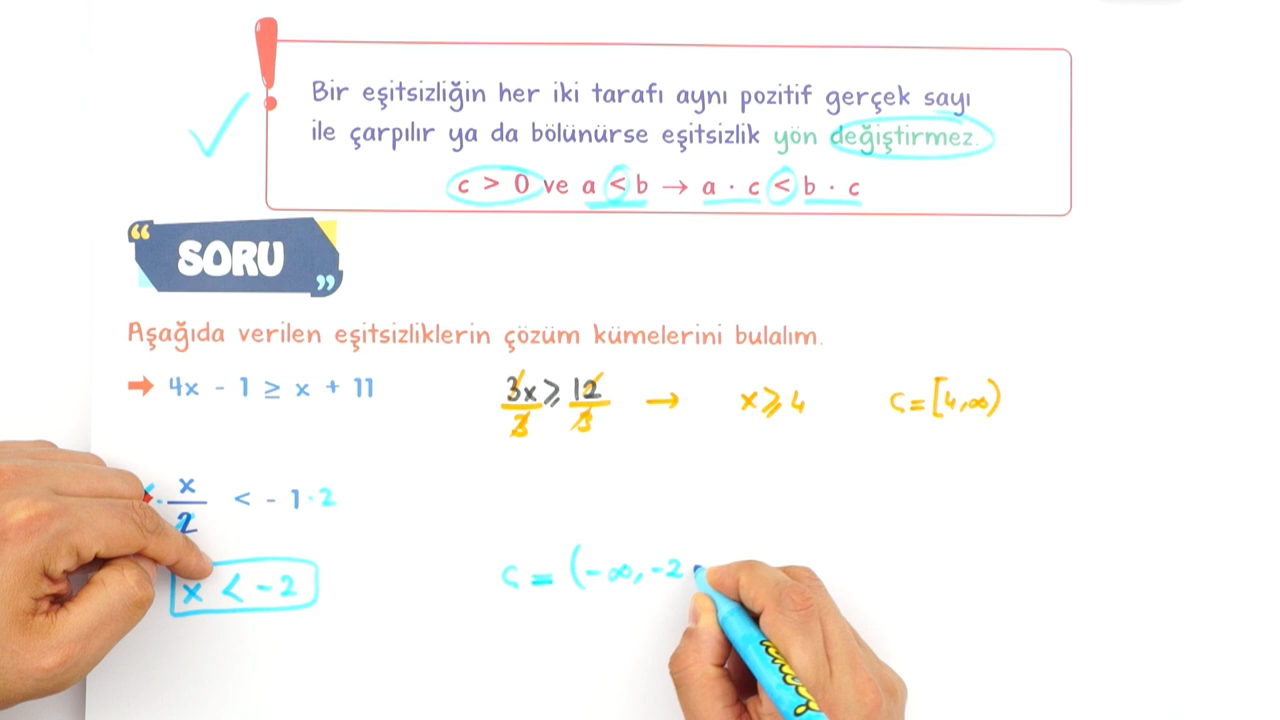 Bir eşitsizliğin her iki tarafı aynı pozitif gerçek sayı
ile çarpılır ya da bölünürse eşitsizlik yön değiştirmez.
c > 0 ve a < b → a · c < b · c
“ SORU ”
Aşağıda verilen eşitsizliklerin çözüm kümelerini bulalım.
➡ 4x - 1 ≥ x + 11
3x/3 ⩾ 12/3 → x ⩾ 4 Ç = [4,∞)
· x/2 < - 1 · 2
x < -2
Ç = (-∞, -2